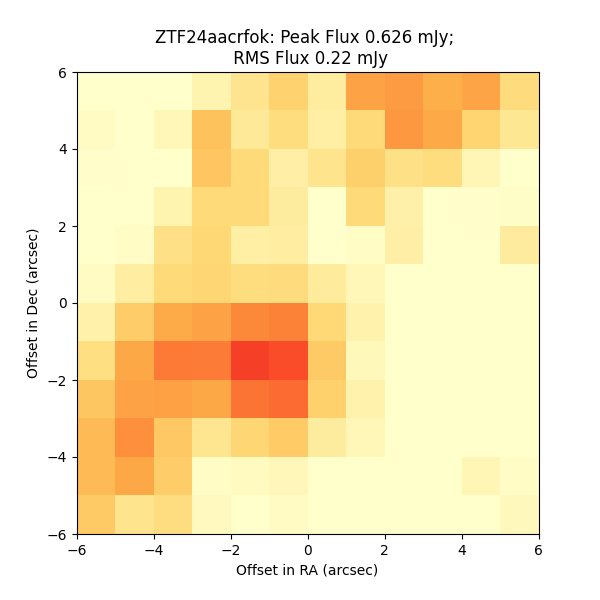 ZTF24aacrfok: Peak Flux 0.626 mJy;
RMS Flux 0.22 mJy
6
4
2
0
−2
−4
−6
Offset in Dec (arcsec)
−6 −4 −2 0 2 4 6
Offset in RA (arcsec)